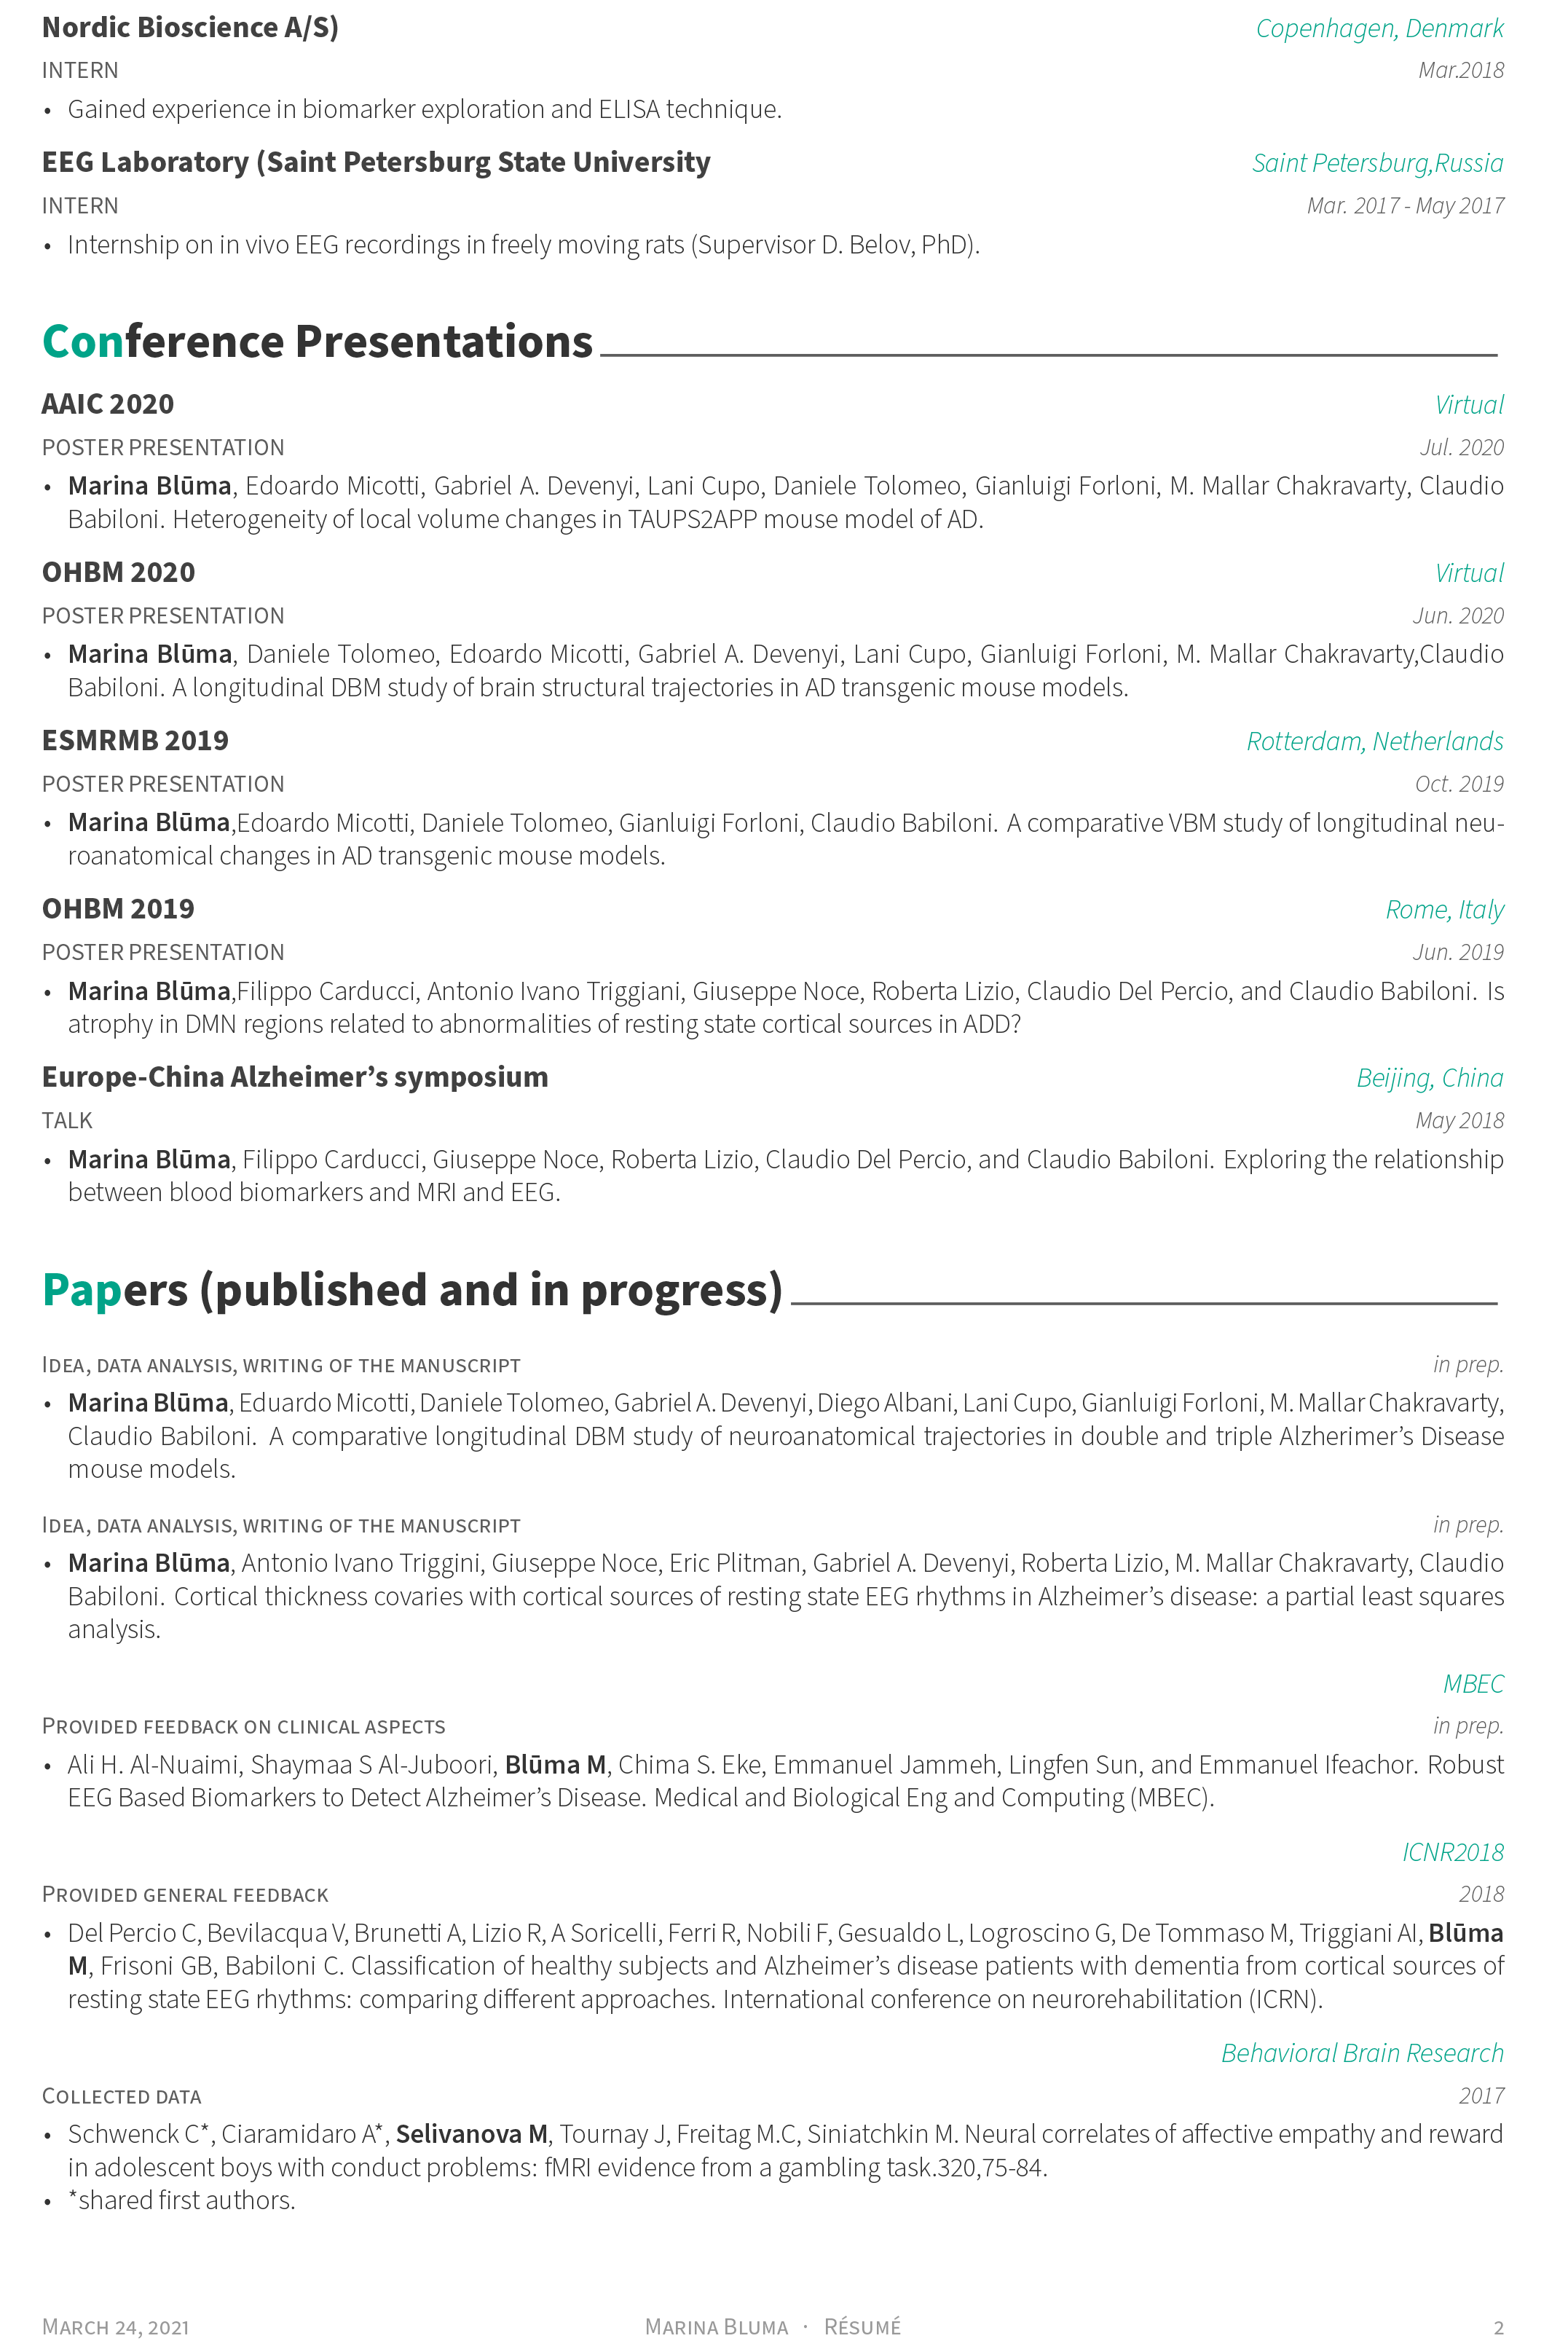 Nordic Bioscience A/S) Copenhagen, Denmark
INTERN Mar.2018
• Gained experience in biomarker exploration and ELISA technique.
EEG Laboratory (Saint Petersburg State University Saint Petersburg,Russia
INTERN Mar. 2017 - May 2017
• Internship on in vivo EEG recordings in freely moving rats (Supervisor D. Belov, PhD).
Conference Presentations
AAIC 2020 Virtual
POSTER PRESENTATION Jul. 2020
• Marina Blūma, Edoardo Micotti, Gabriel A. Devenyi, Lani Cupo, Daniele Tolomeo, Gianluigi Forloni, M. Mallar Chakravarty, Claudio
Babiloni. Heterogeneity of local volume changes in TAUPS2APP mouse model of AD.
OHBM 2020 Virtual
POSTER PRESENTATION Jun. 2020
• Marina Blūma, Daniele Tolomeo, Edoardo Micotti, Gabriel A. Devenyi, Lani Cupo, Gianluigi Forloni, M. Mallar Chakravarty,Claudio
Babiloni. A longitudinal DBM study of brain structural trajectories in AD transgenic mouse models.
ESMRMB 2019 Rotterdam, Netherlands
POSTER PRESENTATION Oct. 2019
• Marina Blūma,Edoardo Micotti, Daniele Tolomeo, Gianluigi Forloni, Claudio Babiloni. A comparative VBM study of longitudinal neu-
roanatomical changes in AD transgenic mouse models.
OHBM 2019 Rome, Italy
POSTER PRESENTATION Jun. 2019
• Marina Blūma,Filippo Carducci, Antonio Ivano Triggiani, Giuseppe Noce, Roberta Lizio, Claudio Del Percio, and Claudio Babiloni. Is
atrophy in DMN regions related to abnormalities of resting state cortical sources in ADD?
Europe-China Alzheimer’s symposium Beijing, China
TALK May 2018
• Marina Blūma, Filippo Carducci, Giuseppe Noce, Roberta Lizio, Claudio Del Percio, and Claudio Babiloni. Exploring the relationship
between blood biomarkers and MRI and EEG.
Papers (published and in progress)
Idea, data analysis, writing of the manuscript in prep.
• Marina Blūma, Eduardo Micotti, Daniele Tolomeo, Gabriel A. Devenyi, Diego Albani, Lani Cupo, Gianluigi Forloni, M. Mallar Chakravarty,
Claudio Babiloni. A comparative longitudinal DBM study of neuroanatomical trajectories in double and triple Alzherimer’s Disease
mouse models.
Idea, data analysis, writing of the manuscript in prep.
• Marina Blūma, Antonio Ivano Triggini, Giuseppe Noce, Eric Plitman, Gabriel A. Devenyi, Roberta Lizio, M. Mallar Chakravarty, Claudio
Babiloni. Cortical thickness covaries with cortical sources of resting state EEG rhythms in Alzheimer’s disease: a partial least squares
analysis.
MBEC
Provided feedback on clinical aspects in prep.
• Ali H. Al-Nuaimi, Shaymaa S Al-Juboori, Blūma M, Chima S. Eke, Emmanuel Jammeh, Lingfen Sun, and Emmanuel Ifeachor. Robust
EEG Based Biomarkers to Detect Alzheimer’s Disease. Medical and Biological Eng and Computing (MBEC).
ICNR2018
Provided general feedback 2018
• Del Percio C, Bevilacqua V, Brunetti A, Lizio R, A Soricelli, Ferri R, Nobili F, Gesualdo L, Logroscino G, De Tommaso M, Triggiani AI, Blūma
M, Frisoni GB, Babiloni C. Classification of healthy subjects and Alzheimer’s disease patients with dementia from cortical sources of
resting state EEG rhythms: comparing different approaches. International conference on neurorehabilitation (ICRN).
Behavioral Brain Research
Collected data 2017
• Schwenck C*, Ciaramidaro A*, Selivanova M, Tournay J, Freitag M.C, Siniatchkin M. Neural correlates of affective empathy and reward
in adolescent boys with conduct problems: fMRI evidence from a gambling task.320,75-84.
• *shared first authors.
March 24, 2021 Marina Bluma · Résumé 2